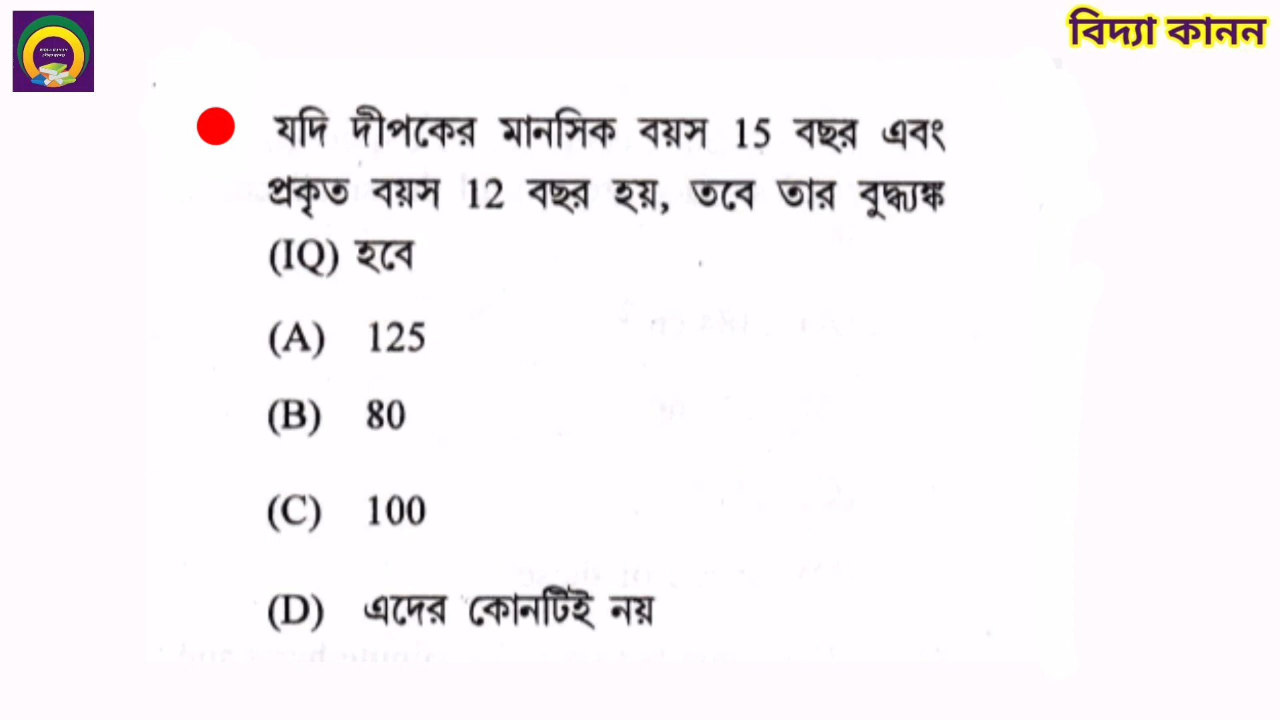 বিদ্যা কানন
যদি দীপকের মানসিক বয়স 15 বছর এবং
প্রকৃত বয়স 12 বছর হয়, তবে তার বুদ্ধ্যঙ্ক
(IQ) হবে
(A) 125
(B) 80
(C) 100
(D) এদের কোনটিই নয়